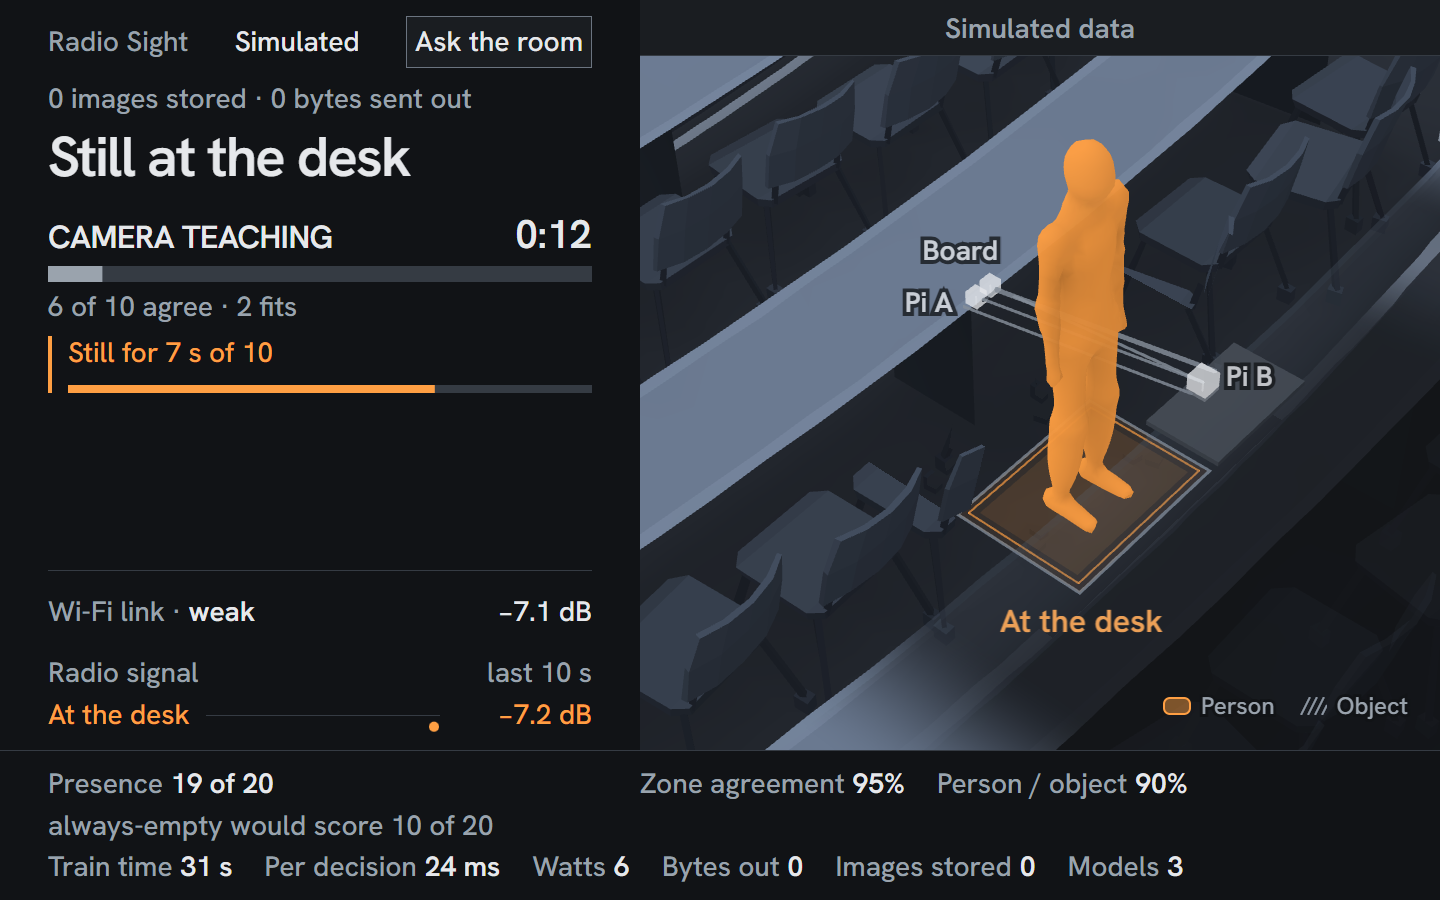 Radio Sight Simulated Ask the room
0 images stored · 0 bytes sent out
Still at the desk
CAMERA TEACHING 0:12
6 of 10 agree · 2 fits
Still for 7 s of 10
Wi-Fi link · weak −7.1 dB
Radio signal last 10 s
At the desk −7.2 dB
Simulated data
Board
Pi A
Pi B
At the desk
Person Object
Presence 19 of 20 Zone agreement 95% Person / object 90%
always-empty would score 10 of 20
Train time 31 s Per decision 24 ms Watts 6 Bytes out 0 Images stored 0 Models 3